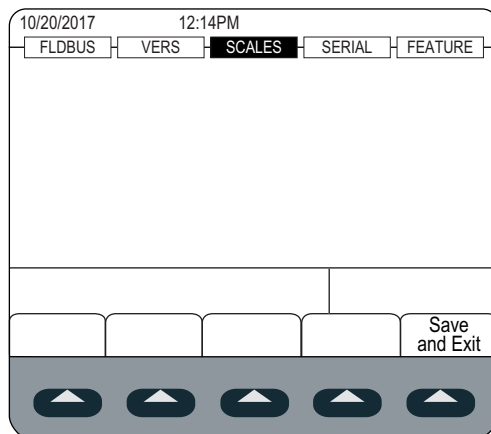 10/20/2017 12:14PM
FLDBUS VERS SCALES SERIAL FEATURE
Save
and Exit